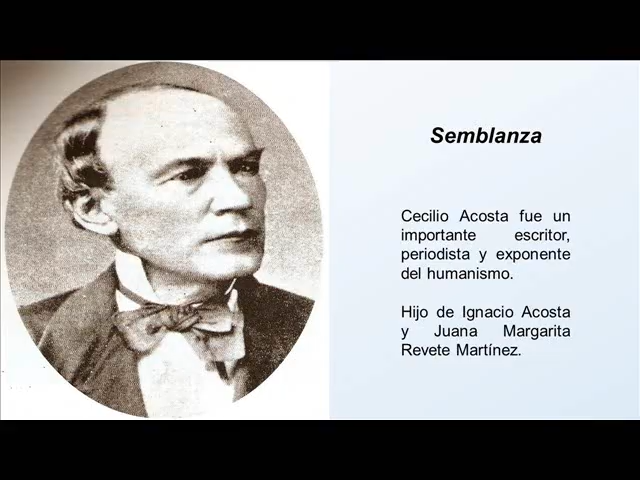 Semblanza
Cecilio Acosta fue un
importante escritor,
periodista y exponente
del humanismo.
Hijo de Ignacio Acosta
y Juana Margarita
Revete Martínez.